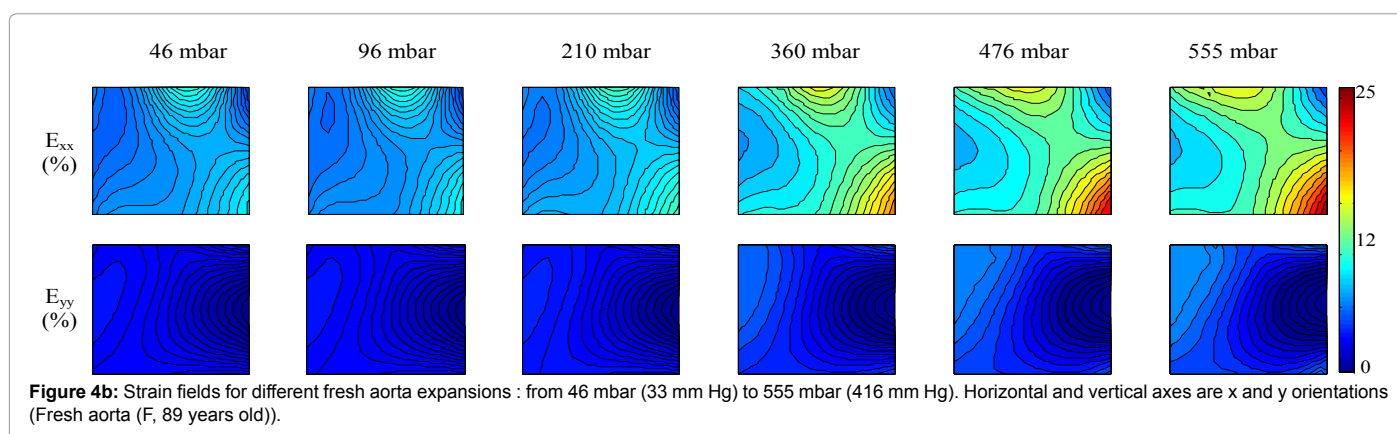 46 mbar 96 mbar 210 mbar 360 mbar 476 mbar 555 mbar
Exx
(%)
Eyy
(%)
25
12
0
Figure 4b: Strain fields for different fresh aorta expansions : from 46 mbar (33 mm Hg) to 555 mbar (416 mm Hg). Horizontal and vertical axes are x and y orientations
(Fresh aorta (F, 89 years old)).